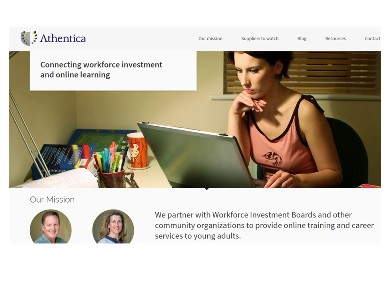 Athentica
Our mission Suppliers to watch Blog Resources Contact
Connecting workforce investment
and online learning
Our Mission
We partner with Workforce Investment Boards and other
community organizations to provide online training and career
services to young adults.